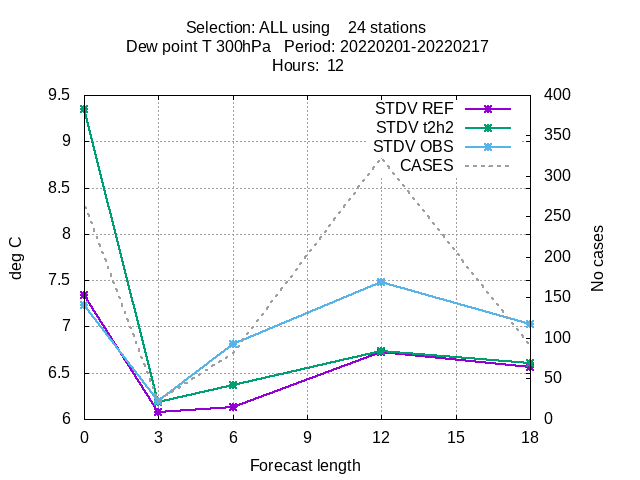 Selection: ALL using    24 stations
Dew point T 300hPa   Period: 20220201-20220217
Hours:  12
9.5
9
8.5
8
7.5
7
6.5
6
deg C
400
350
300
250
200
150
100
50
0
No cases
STDV REF
STDV t2h2
STDV OBS
CASES
0 3 6 9 12 15 18
Forecast length